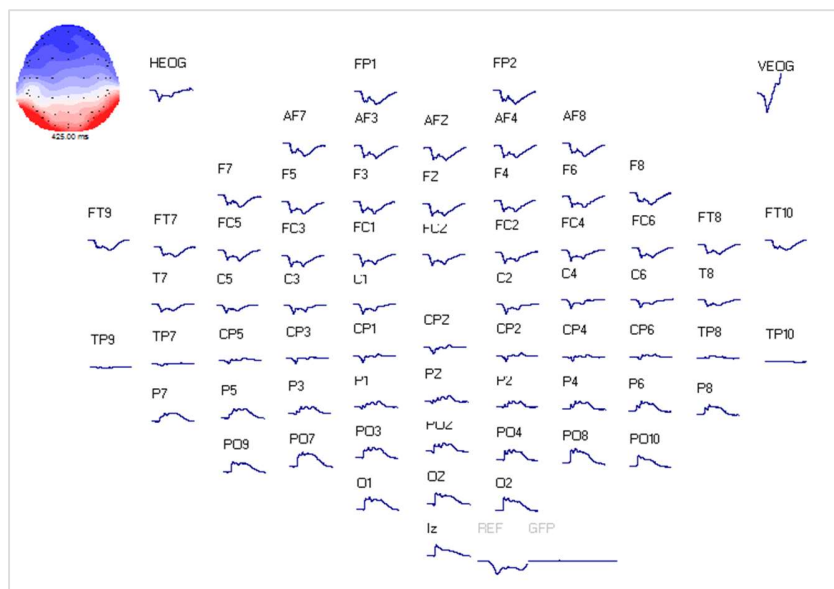 HEOG FP1 FP2 VEOG
AF7 AF3 AFZ AF4 AF8
425.00 ms
F7 F5 F3 FZ F4 F6 F8
FT9 FT7 FC5 FC3 FC1 FCZ FC2 FC4 FC6 FT8 FT10
T7 C5 C3 C1 C2 C4 C6 T8
TP9 TP7 CP5 CP3 CP1 CPZ CP2 CP4 CP6 TP8 TP10
P7 P5 P3 P1 PZ P2 P4 P6 P8
PO9 PO7 PO3 POZ PO4 PO8 PO10
O1 OZ O2
Iz REF GFP